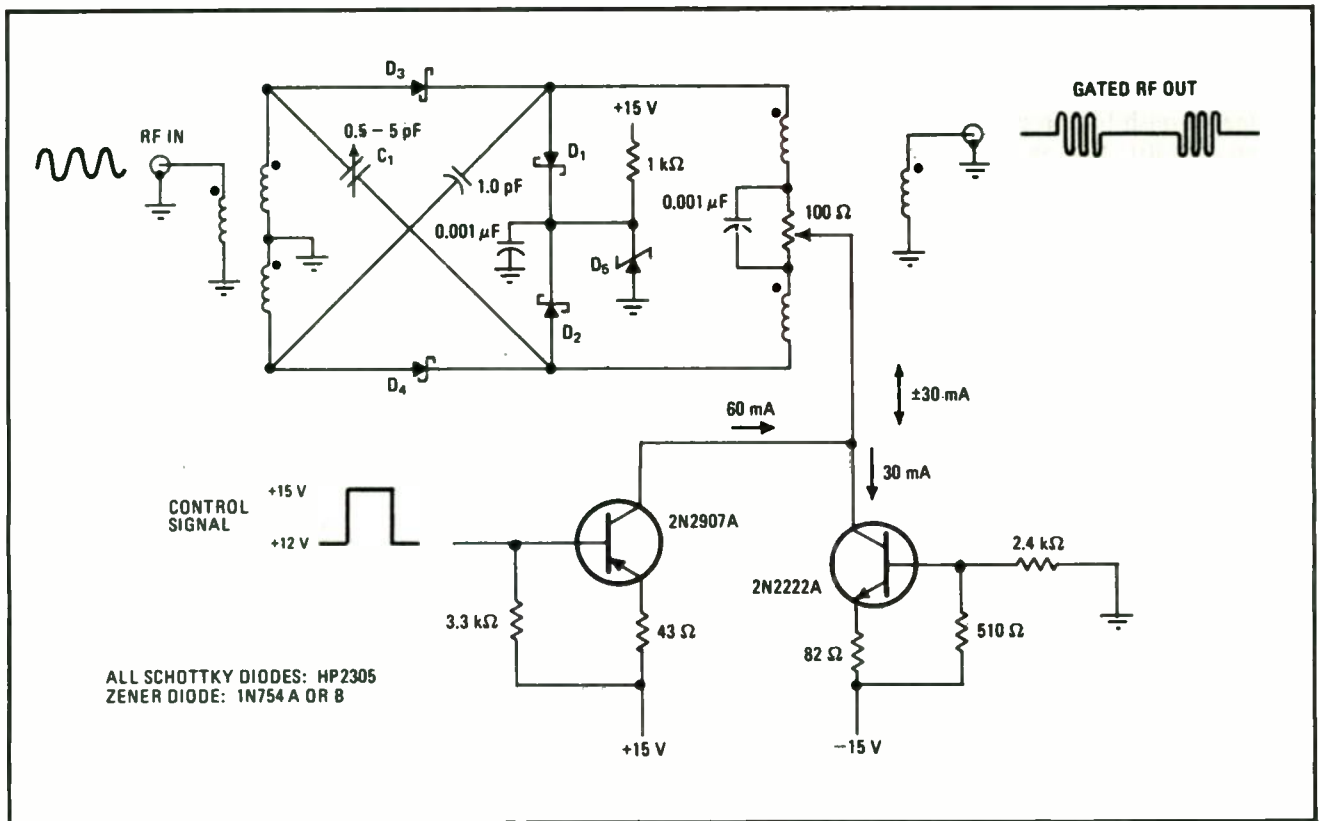 D3
+15 V
GATED RF OUT
RF IN
0.5 – 5 pF
C1
D1
1 kΩ
1.0 pF
0.001 µF
100 Ω
0.001 µF
D5
D2
D4
±30 mA
60 mA
30 mA
CONTROL
SIGNAL
+15 V
+12 V
2N2907A
2N2222A
2.4 kΩ
3.3 kΩ
43 Ω
82 Ω
510 Ω
ALL SCHOTTKY DIODES: HP2305
ZENER DIODE: 1N754 A OR B
+15 V
–15 V